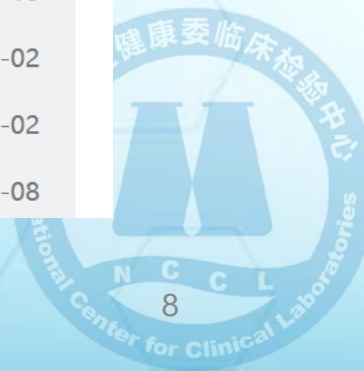 -02
-02
-08
健康委临床检验中心
N C C L
ational Center for Clinical Laboratories
8